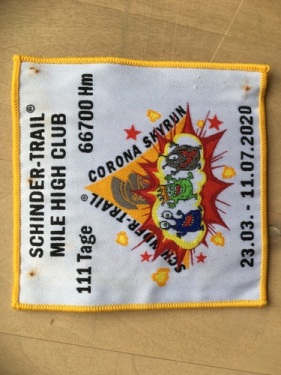 SCHINDER-TRAIL®
MILE HIGH CLUB
111 Tage 66700 Hm
CORONA SKYRUN
SCHINDER-TRAIL®
23.03. - 11.07.2020